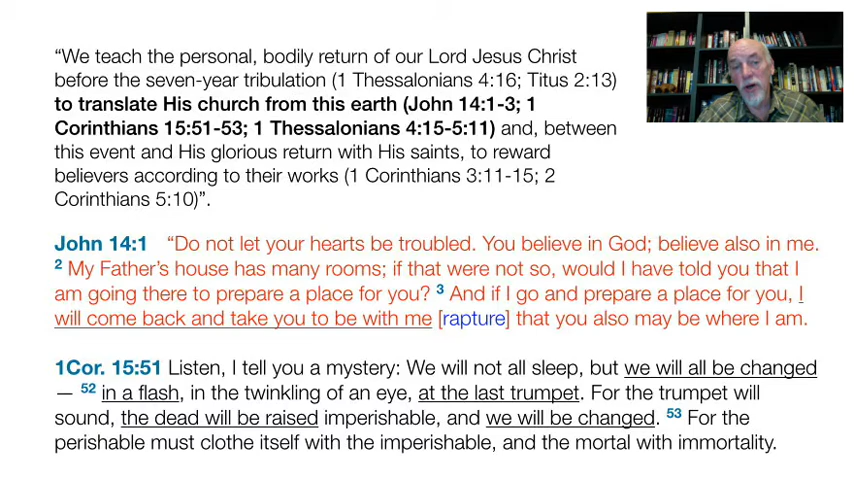 “We teach the personal, bodily return of our Lord Jesus Christ
before the seven-year tribulation (1 Thessalonians 4:16; Titus 2:13)
to translate His church from this earth (John 14:1-3; 1
Corinthians 15:51-53; 1 Thessalonians 4:15-5:11) and, between
this event and His glorious return with His saints, to reward
believers according to their works (1 Corinthians 3:11-15; 2
Corinthians 5:10)”.
John 14:1 “Do not let your hearts be troubled. You believe in God; believe also in me.
2 My Father’s house has many rooms; if that were not so, would I have told you that I
am going there to prepare a place for you? 3 And if I go and prepare a place for you, I
will come back and take you to be with me [rapture] that you also may be where I am.
1Cor. 15:51 Listen, I tell you a mystery: We will not all sleep, but we will all be changed
— 52 in a flash, in the twinkling of an eye, at the last trumpet. For the trumpet will
sound, the dead will be raised imperishable, and we will be changed. 53 For the
perishable must clothe itself with the imperishable, and the mortal with immortality.